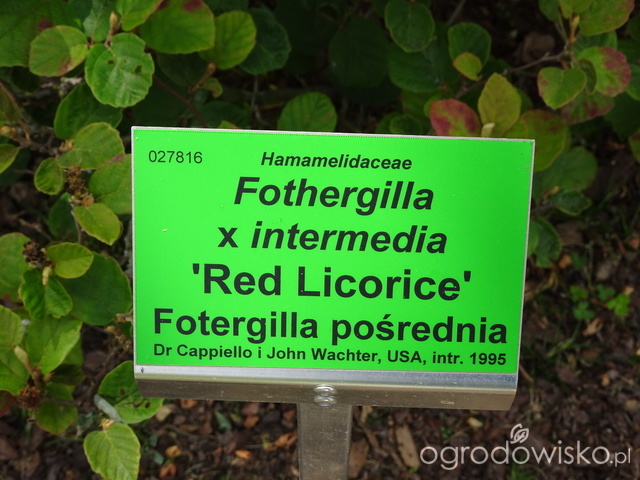 027816 Hamamelidaceae
Fothergilla
x intermedia
'Red Licorice'
Fotergilla pośrednia
Dr Cappiello i John Wachter, USA, intr. 1995
ogrodowisko.pl